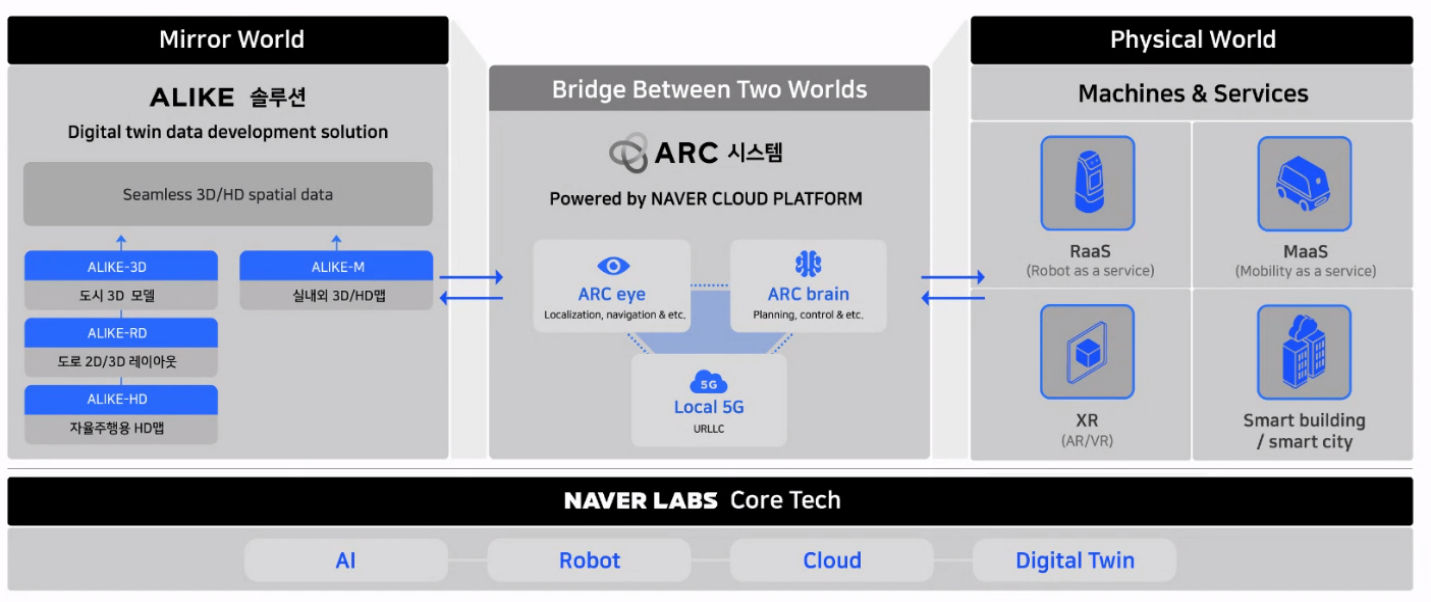 Mirror World
ALIKE 솔루션
Digital twin data development solution
Seamless 3D/HD spatial data
ALIKE-3D
도시 3D 모델
ALIKE-RD
도로 2D/3D 레이아웃
ALIKE-HD
자율주행용 HD맵
ALIKE-M
실내외 3D/HD맵
Bridge Between Two Worlds
ARC 시스템
Powered by NAVER CLOUD PLATFORM
ARC eye
Localization, navigation & etc.
ARC brain
Planning, control & etc.
5G
Local 5G
URLLC
Physical World
Machines & Services
RaaS
(Robot as a service)
MaaS
(Mobility as a service)
XR
(AR/VR)
Smart building
/ smart city
NAVER LABS Core Tech
AI
Robot
Cloud
Digital Twin